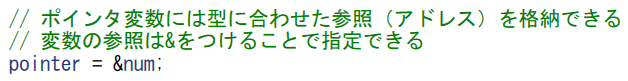 // ポインタ変数には型に合わせた参照（アドレス）を格納できる
// 変数の参照は&をつけることで指定できる
pointer = &num;